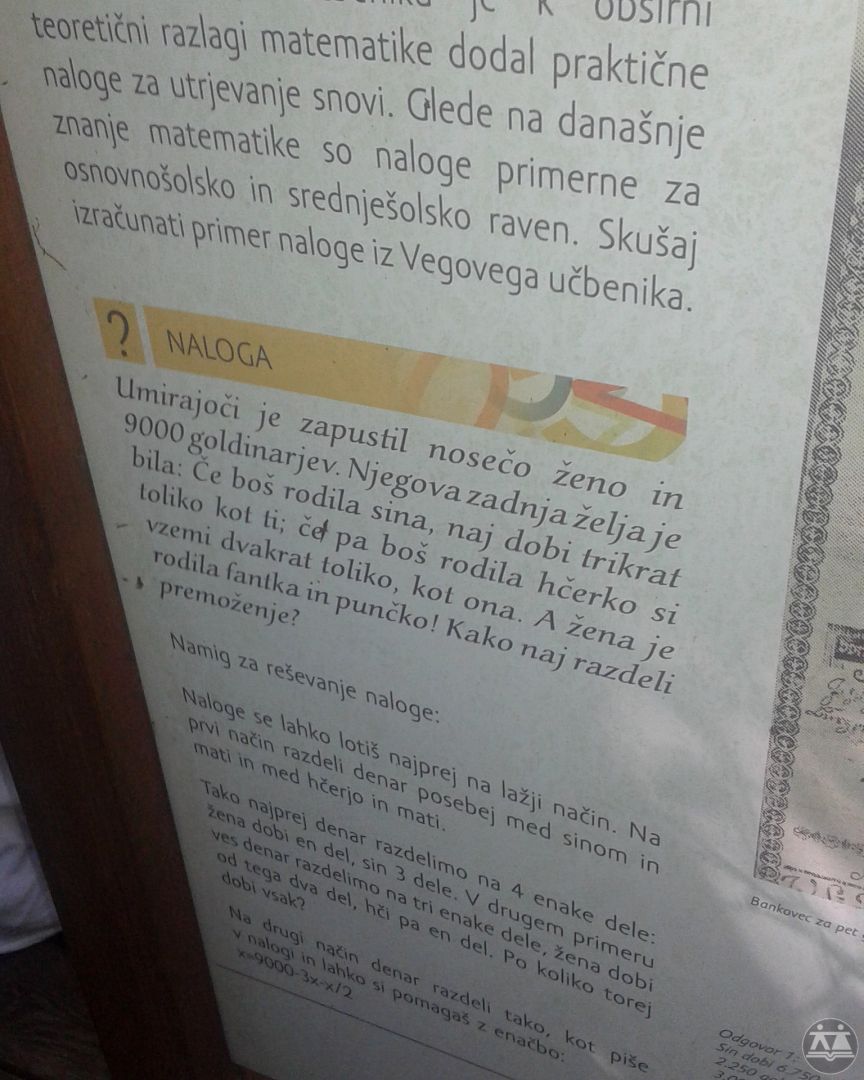 je k obširni
teoretični razlagi matematike dodal praktične
naloge za utrjevanje snovi. Glede na današnje
znanje matematike so naloge primerne za
osnovnošolsko in srednješolsko raven. Skušaj
izračunati primer naloge iz Vegovega učbenika.
? NALOGA
Umirajoči je zapustil nosečo ženo in
9000 goldinarjev. Njegova zadnja želja je
bila: Če boš rodila sina, naj dobi trikrat
toliko kot ti; če pa boš rodila hčerko si
vzemi dvakrat toliko, kot ona. A žena je
rodila fantka in punčko! Kako naj razdeli
premoženje?
Namig za reševanje naloge:
Naloge se lahko lotiš najprej na lažji način. Na
prvi način razdeli denar posebej med sinom in
mati in med hčerjo in mati.
Tako najprej denar razdelimo na 4 enake dele:
žena dobi en del, sin 3 dele. V drugem primeru
ves denar razdelimo na tri enake dele, žena dobi
od tega dva del, hči pa en del. Po koliko torej
dobi vsak?
Na drugi način denar razdeli tako, kot piše
v nalogi in lahko si pomagaš z enačbo:
x=9000-3x-x/2
Bankovec za pet
Odgovor 1:
Sin dobi 6.750
2.250